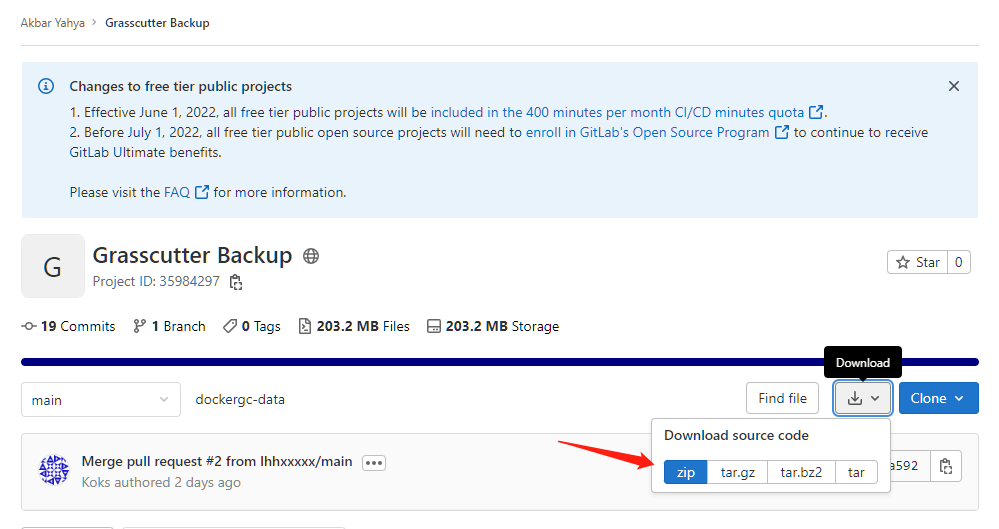 Akbar Yahya > Grasscutter Backup
Changes to free tier public projects
1. Effective June 1, 2022, all free tier public projects will be included in the 400 minutes per month CI/CD minutes quota.
2. Before July 1, 2022, all free tier public open source projects will need to enroll in GitLab's Open Source Program to continue to receive
GitLab Ultimate benefits.
Please visit the FAQ for more information.
G
Grasscutter Backup
Project ID: 35984297
Star 0
19 Commits 1 Branch 0 Tags 203.2 MB Files 203.2 MB Storage
Download
main dockergc-data Find file Clone
Download source code
zip tar.gz tar.bz2 tar
Merge pull request #2 from lhhxxxxx/main
Koks authored 2 days ago
a592